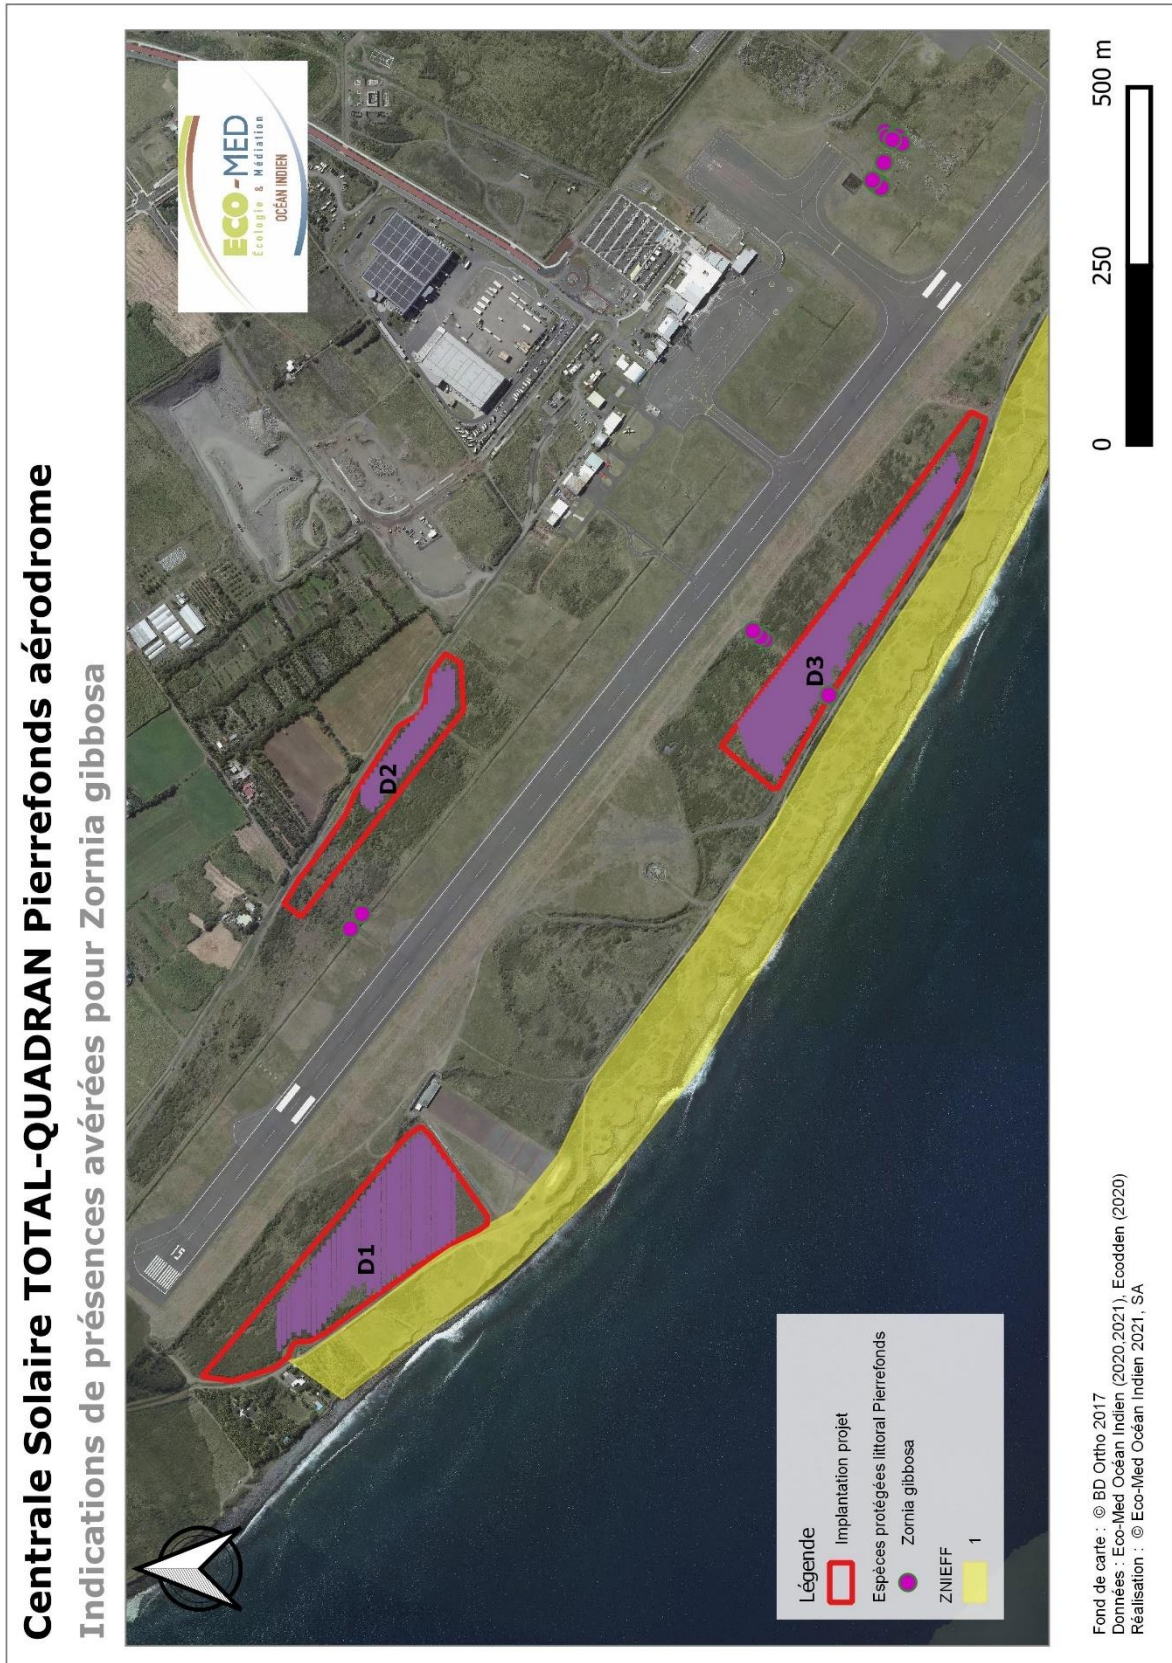 Centrale Solaire TOTAL-QUADRAN Pierrefonds aérodrome
Indications de présences avérées pour Zornia gibbosa
ECO-MED
Écologie & Médiation
OCÉAN INDIEN
15
D1
D2
D3
Légende
Implantation projet
Espèces protégées littoral Pierrefonds
Zornia gibbosa
ZNIEFF
1
0 250 500 m
Fond de carte : © BD Ortho 2017
Données : Eco-Med Océan Indien (2020,2021), Ecodden (2020)
Réalisation : © Eco-Med Océan Indien 2021, SA